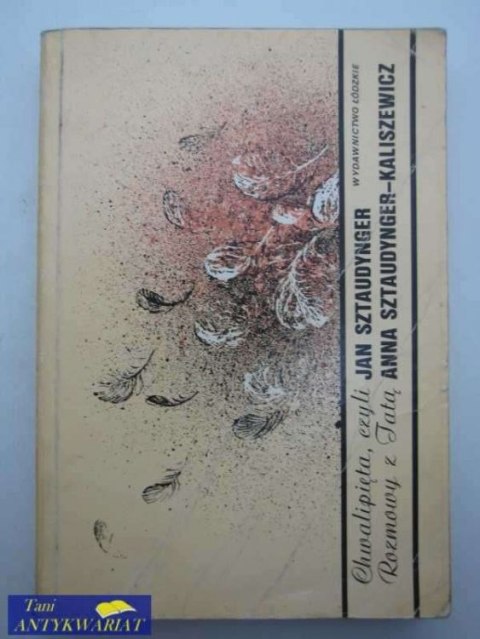 WYDAWNICTWO ŁÓDZKIE
JAN SZTAUDYNGER
ANNA SZTAUDYNGER-KALISZEWICZ
Chwalipięta, czyli
Rozmowy z Tatą
Tani
ANTYKWARIAT